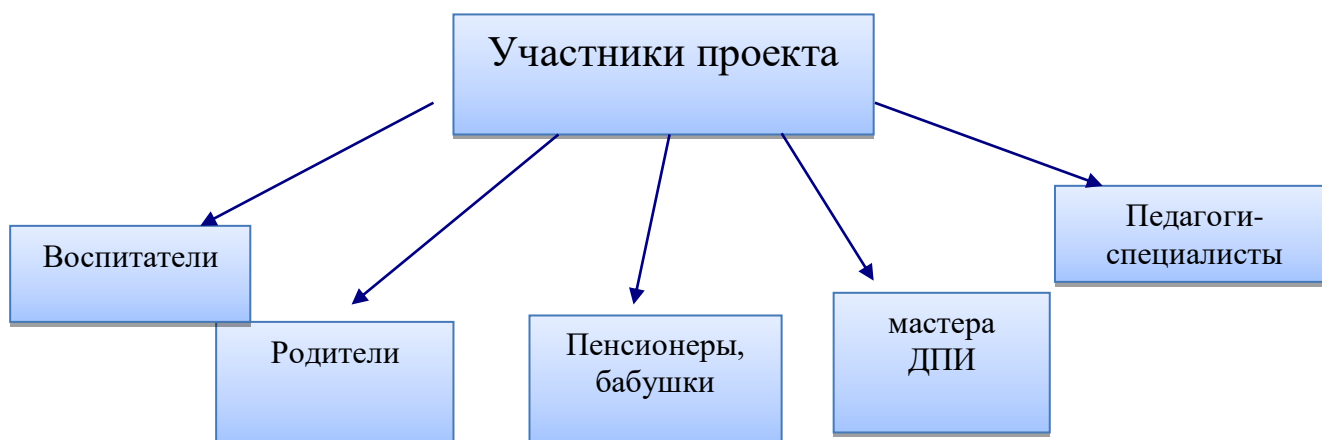 Участники проекта
Воспитатели
Родители
Пенсионеры,
бабушки
мастера
ДПИ
Педагоги-
специалисты